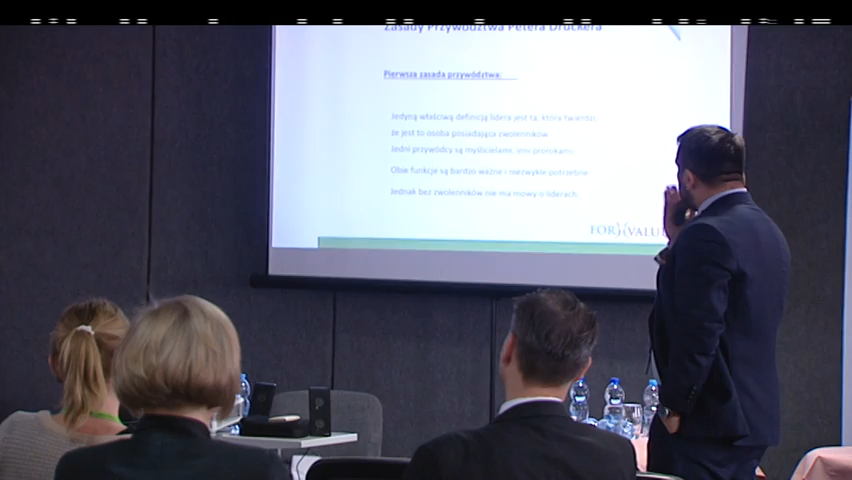 Zasady Przywództwa Petera Druckera
Pierwsza zasada przywództwa:
Jedyną właściwą definicją lidera jest ta, która twierdzi,
że jest to osoba posiadająca zwolenników.
Jedni przywódcy są myślicielami, inni prorokami.
Obie funkcje są bardzo ważne i niezwykle potrzebne.
Jednak bez zwolenników nie ma mowy o liderach.
FOR VALUE